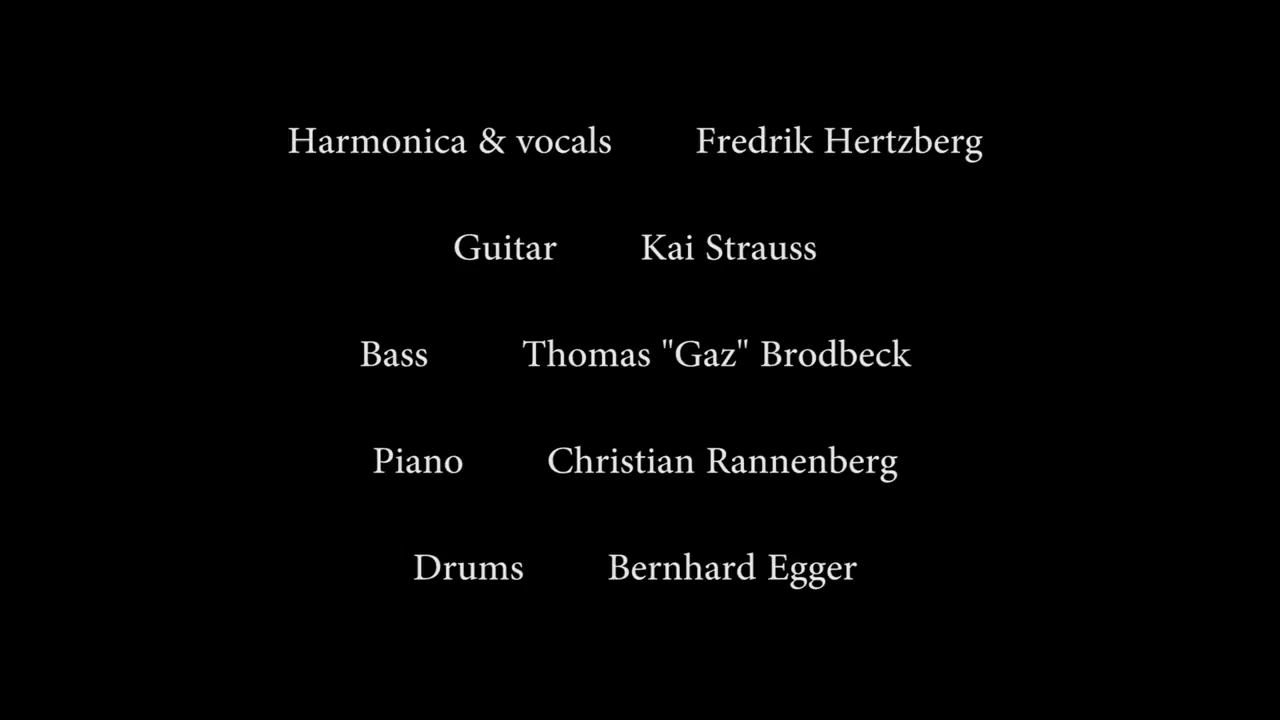 Harmonica & vocals Fredrik Hertzberg
Guitar Kai Strauss
Bass Thomas "Gaz" Brodbeck
Piano Christian Rannenberg
Drums Bernhard Egger